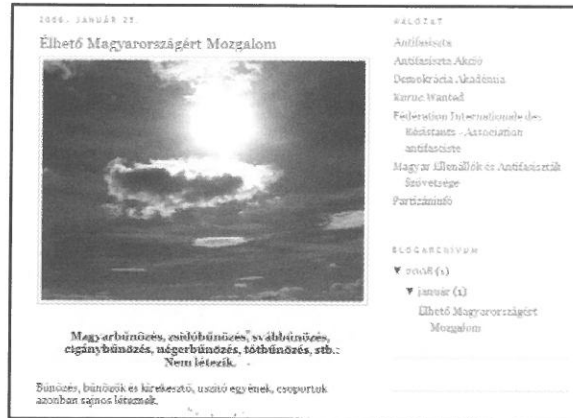 JANUÁR 25.
Élhető Magyarországért Mozgalom
Magyarbűnözés, zsidóbűnözés, svábbűnözés,
cigánybűnözés, négerbűnözés, tótbűnözés, stb.:
Nem létezik.
Bűnözés, bűnözők és kirekesztő, uszító egyének, csoportok
azonban sajnos léteznek.
HÁLÓZAT
Antifasiszta
Antifasiszta Akció
Demokrácia Akadémia
Kuruc Wanted
Fédération Internationale des
Résistants - Association
antifasciste
Magyar Ellenállók és Antifasiszták
Szövetsége
Partizáninfó
BLOGARCHÍVUM
▼ 2008 (1)
▼ január (1)
Élhető Magyarországért
Mozgalom